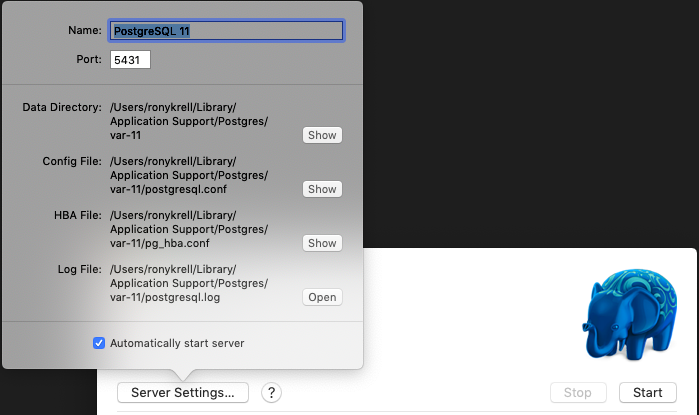 Name: PostgreSQL 11
Port: 5431
Data Directory: /Users/ronykrell/Library/
Application Support/Postgres/
var-11 Show
Config File: /Users/ronykrell/Library/
Application Support/Postgres/
var-11/postgresql.conf Show
HBA File: /Users/ronykrell/Library/
Application Support/Postgres/
var-11/pg_hba.conf Show
Log File: /Users/ronykrell/Library/
Application Support/Postgres/
var-11/postgresql.log Open
Automatically start server
Server Settings... ? Stop Start